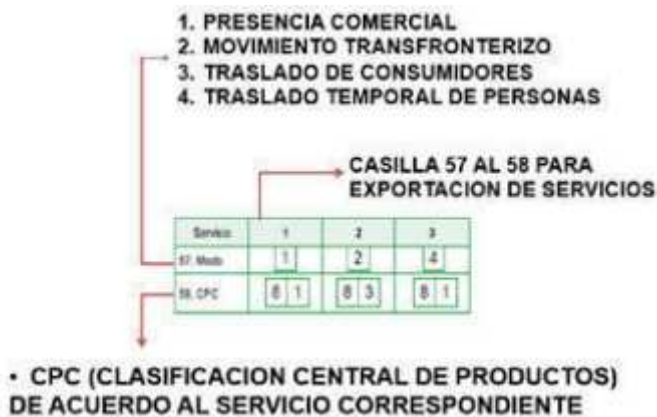 1. PRESENCIA COMERCIAL
2. MOVIMIENTO TRANSFRONTERIZO
3. TRASLADO DE CONSUMIDORES
4. TRASLADO TEMPORAL DE PERSONAS
CASILLA 57 AL 58 PARA
EXPORTACION DE SERVICIOS
Servicio 1 2 3
57. Modo 1 2 4
58. CPC 8 1 8 3 8 1
• CPC (CLASIFICACION CENTRAL DE PRODUCTOS)
DE ACUERDO AL SERVICIO CORRESPONDIENTE